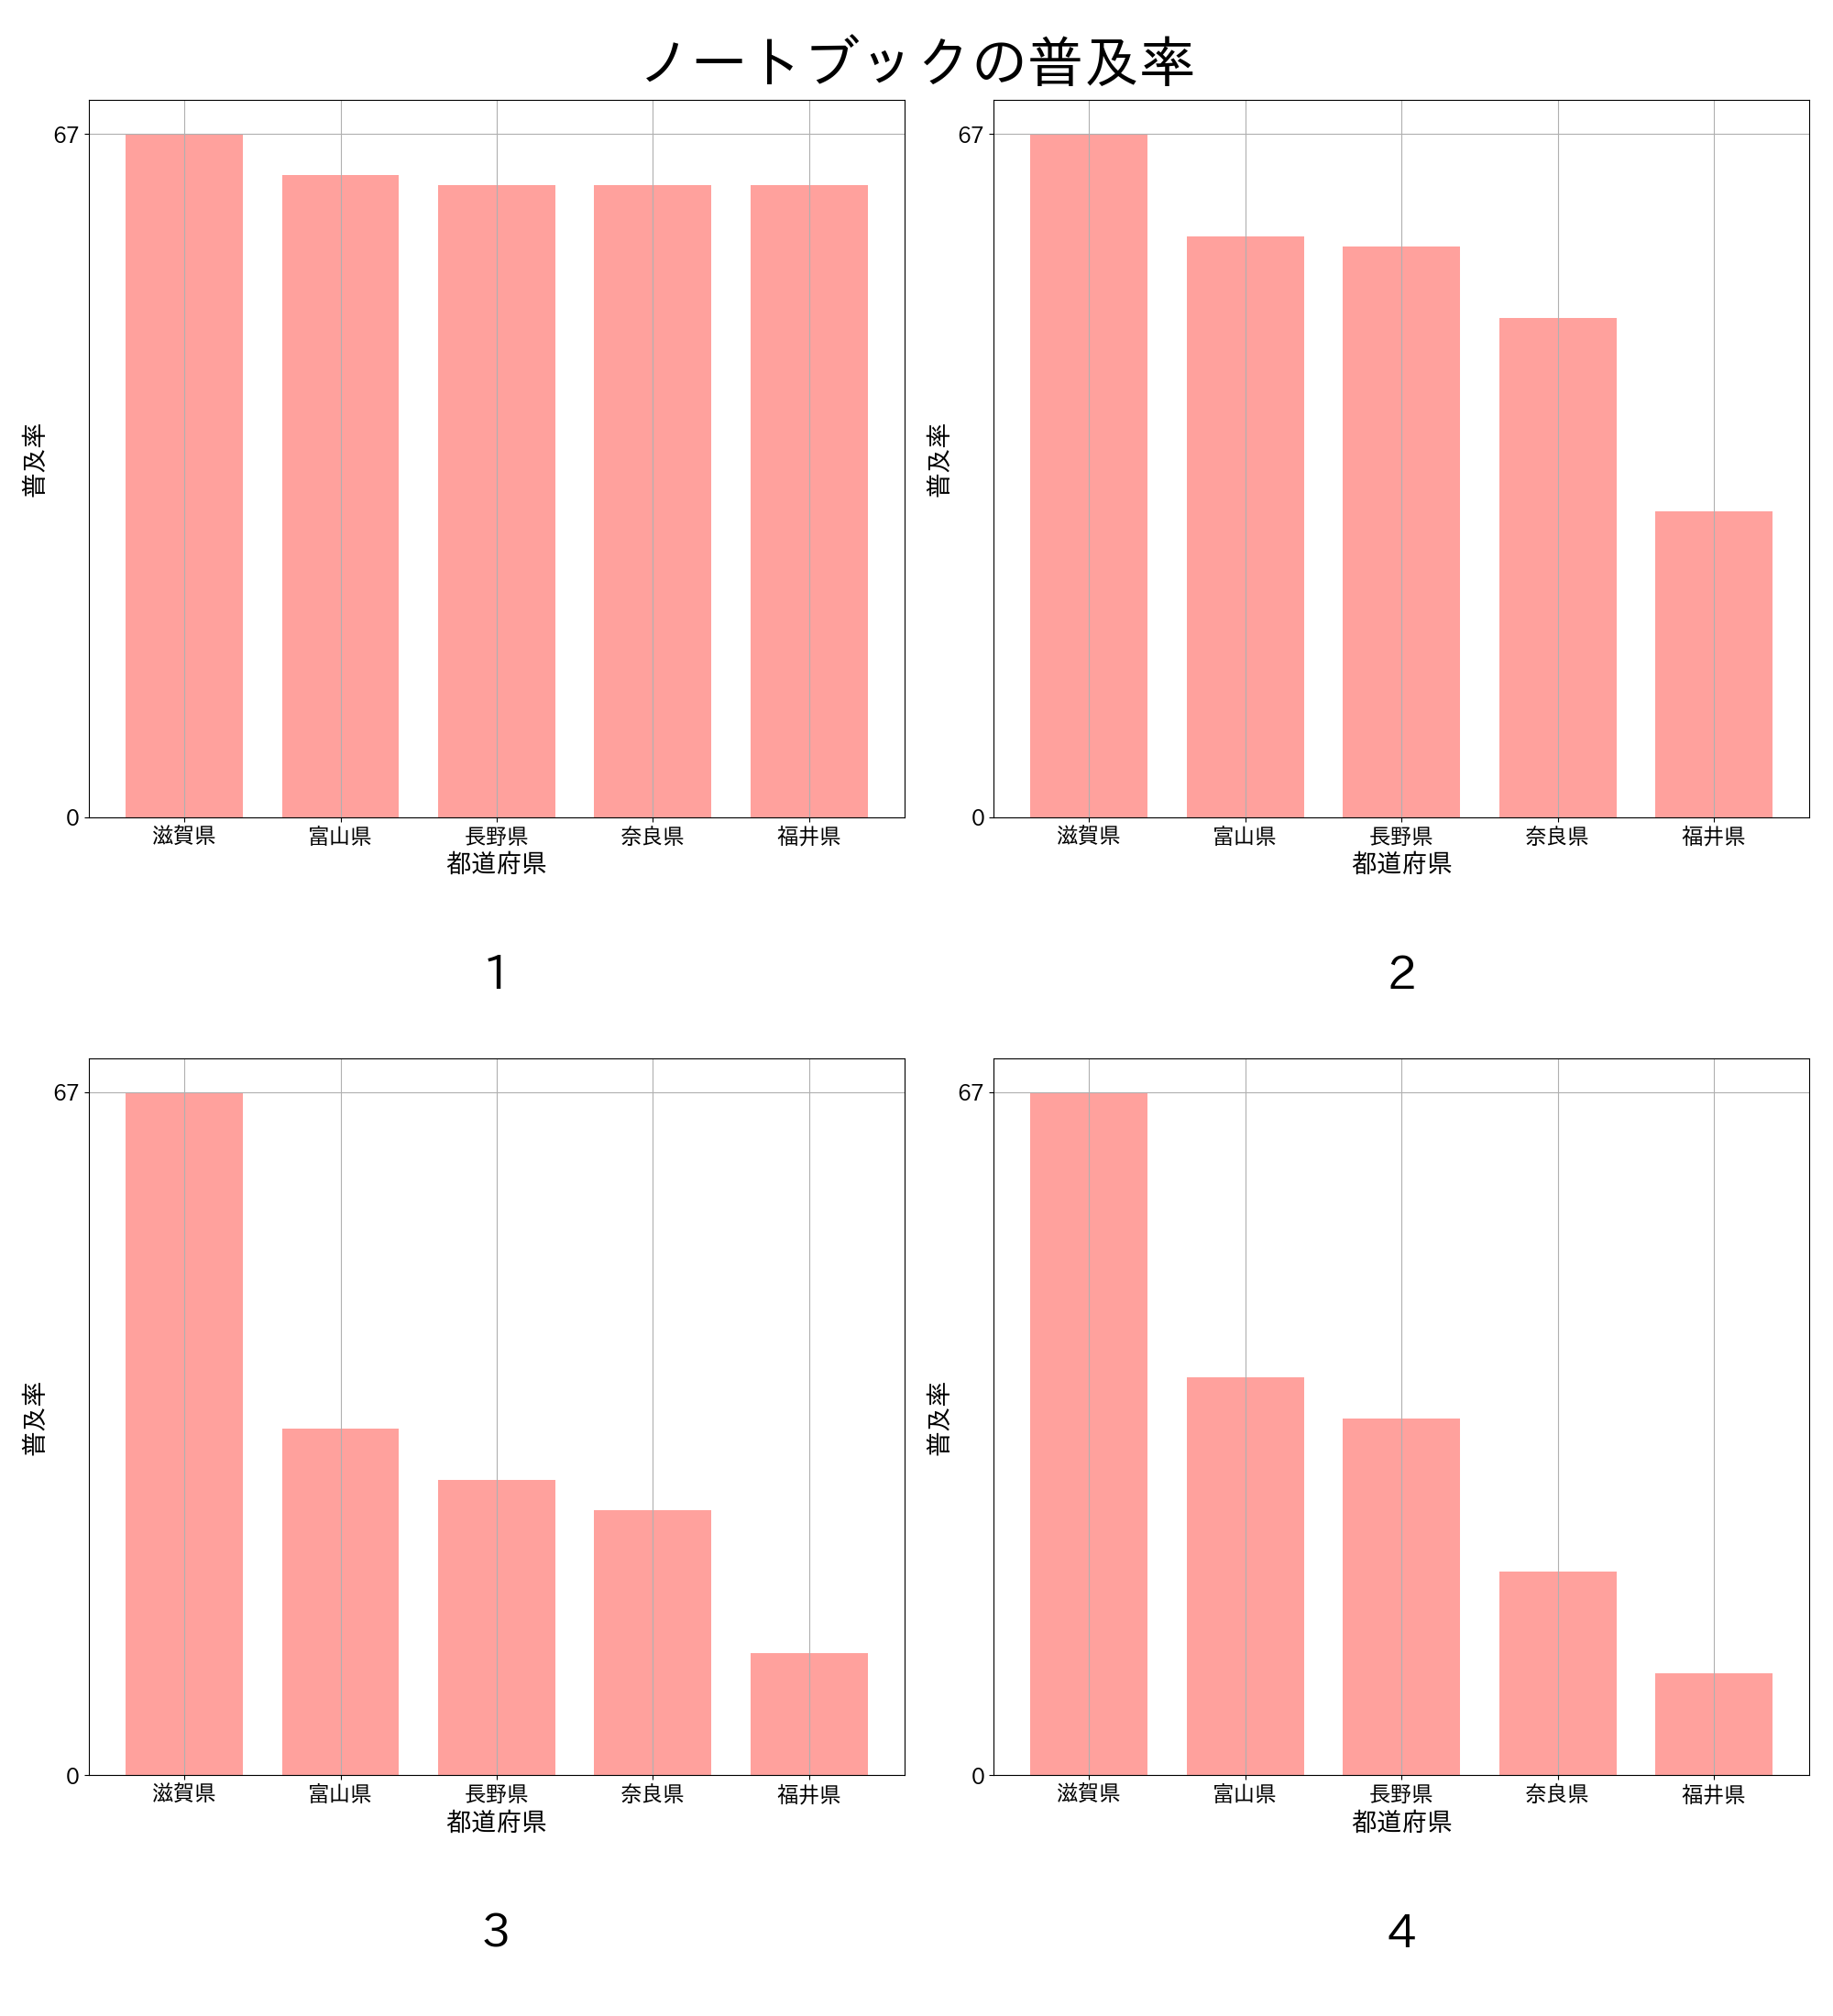 ノートブックの普及率
67
0
普及率
滋賀県 富山県 長野県 奈良県 福井県
都道府県
1
67
0
普及率
滋賀県 富山県 長野県 奈良県 福井県
都道府県
2
67
0
普及率
滋賀県 富山県 長野県 奈良県 福井県
都道府県
3
67
0
普及率
滋賀県 富山県 長野県 奈良県 福井県
都道府県
4